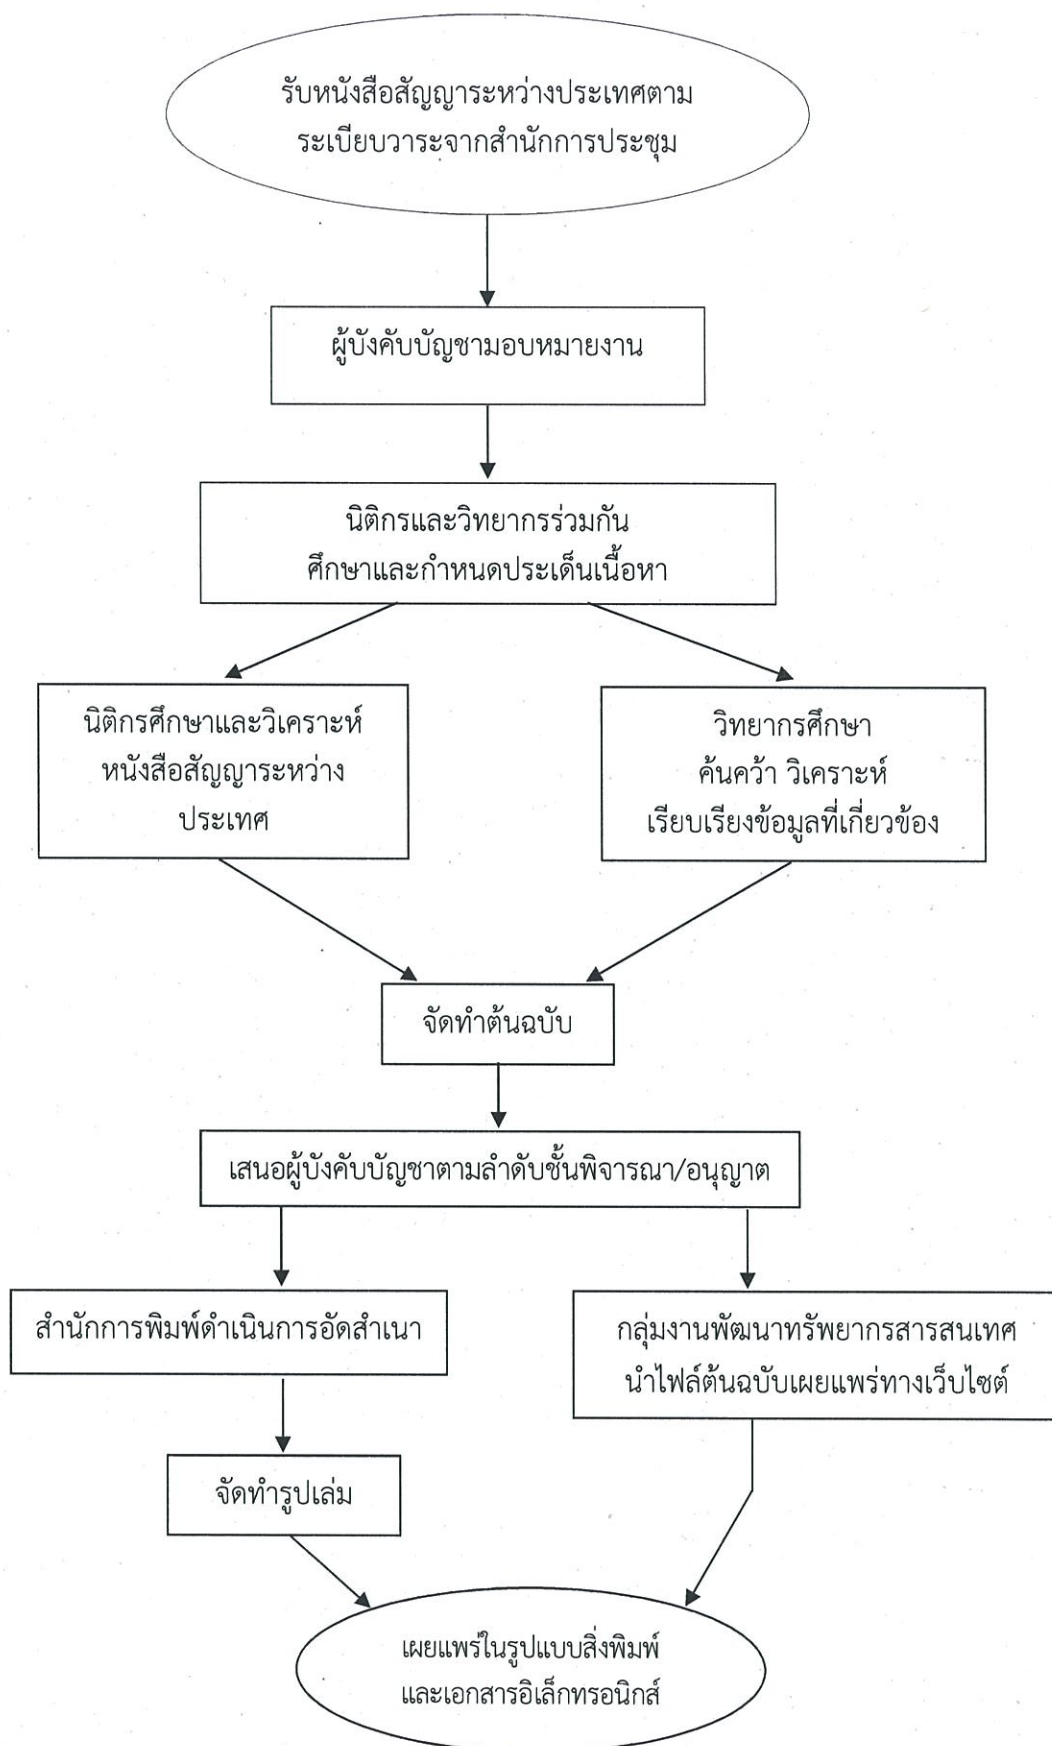 รับหนังสือสัญญาระหว่างประเทศตาม
ระเบียบวาระจากสำนักการประชุม
ผู้บังคับบัญชามอบหมายงาน
นิติกรและวิทยากรร่วมกัน
ศึกษาและกำหนดประเด็นเนื้อหา
นิติกรศึกษาและวิเคราะห์
หนังสือสัญญาระหว่าง
ประเทศ
วิทยากรศึกษา
ค้นคว้า วิเคราะห์
เรียบเรียงข้อมูลที่เกี่ยวข้อง
จัดทำต้นฉบับ
เสนอผู้บังคับบัญชาตามลำดับชั้นพิจารณา/อนุญาต
สำนักการพิมพ์ดำเนินการอัดสำเนา
กลุ่มงานพัฒนาทรัพยากรสารสนเทศ
นำไฟล์ต้นฉบับเผยแพร่ทางเว็บไซต์
จัดทำรูปเล่ม
เผยแพร่ในรูปแบบสิ่งพิมพ์
และเอกสารอิเล็กทรอนิกส์